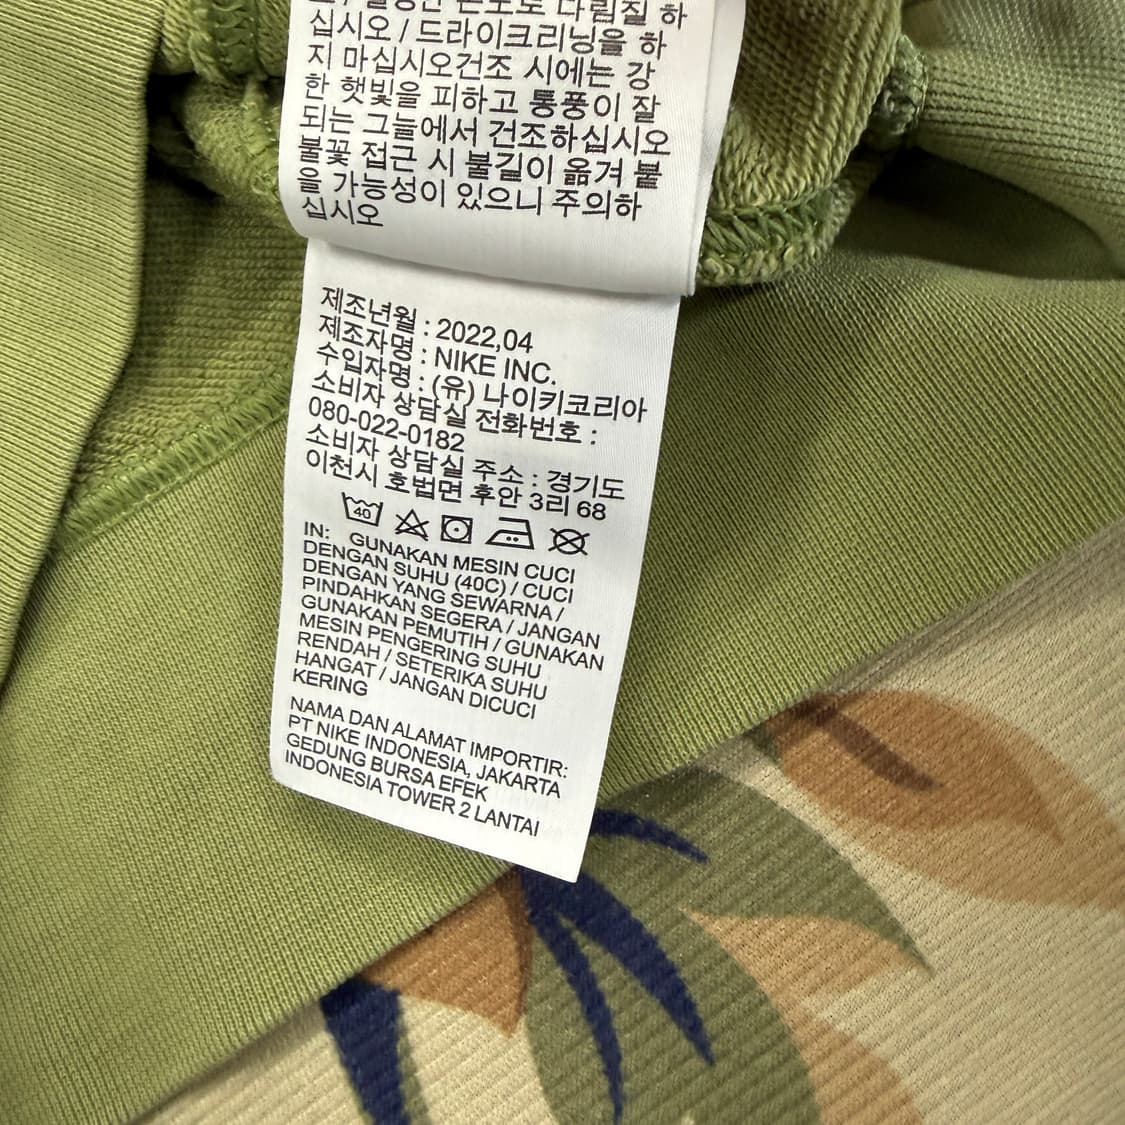 온도로 다림질 하
십시오 / 드라이크리닝을 하
지 마십시오건조 시에는 강
한 햇빛을 피하고 통풍이 잘
되는 그늘에서 건조하십시오
불꽃 접근 시 불길이 옮겨 붙
을 가능성이 있으니 주의하
십시오
제조년월 : 2022,04
제조자명 : NIKE INC.
수입자명 : (유) 나이키코리아
소비자 상담실 전화번호 :
080-022-0182
소비자 상담실 주소 : 경기도
이천시 호법면 후안 3리 68
40
IN: GUNAKAN MESIN CUCI
DENGAN SUHU (40C) / CUCI
DENGAN YANG SEWARNA /
PINDAHKAN SEGERA / JANGAN
GUNAKAN PEMUTIH / GUNAKAN
MESIN PENGERING SUHU
RENDAH / SETERIKA SUHU
HANGAT / JANGAN DICUCI
KERING
NAMA DAN ALAMAT IMPORTIR:
PT NIKE INDONESIA, JAKARTA
GEDUNG BURSA EFEK
INDONESIA TOWER 2 LANTAI